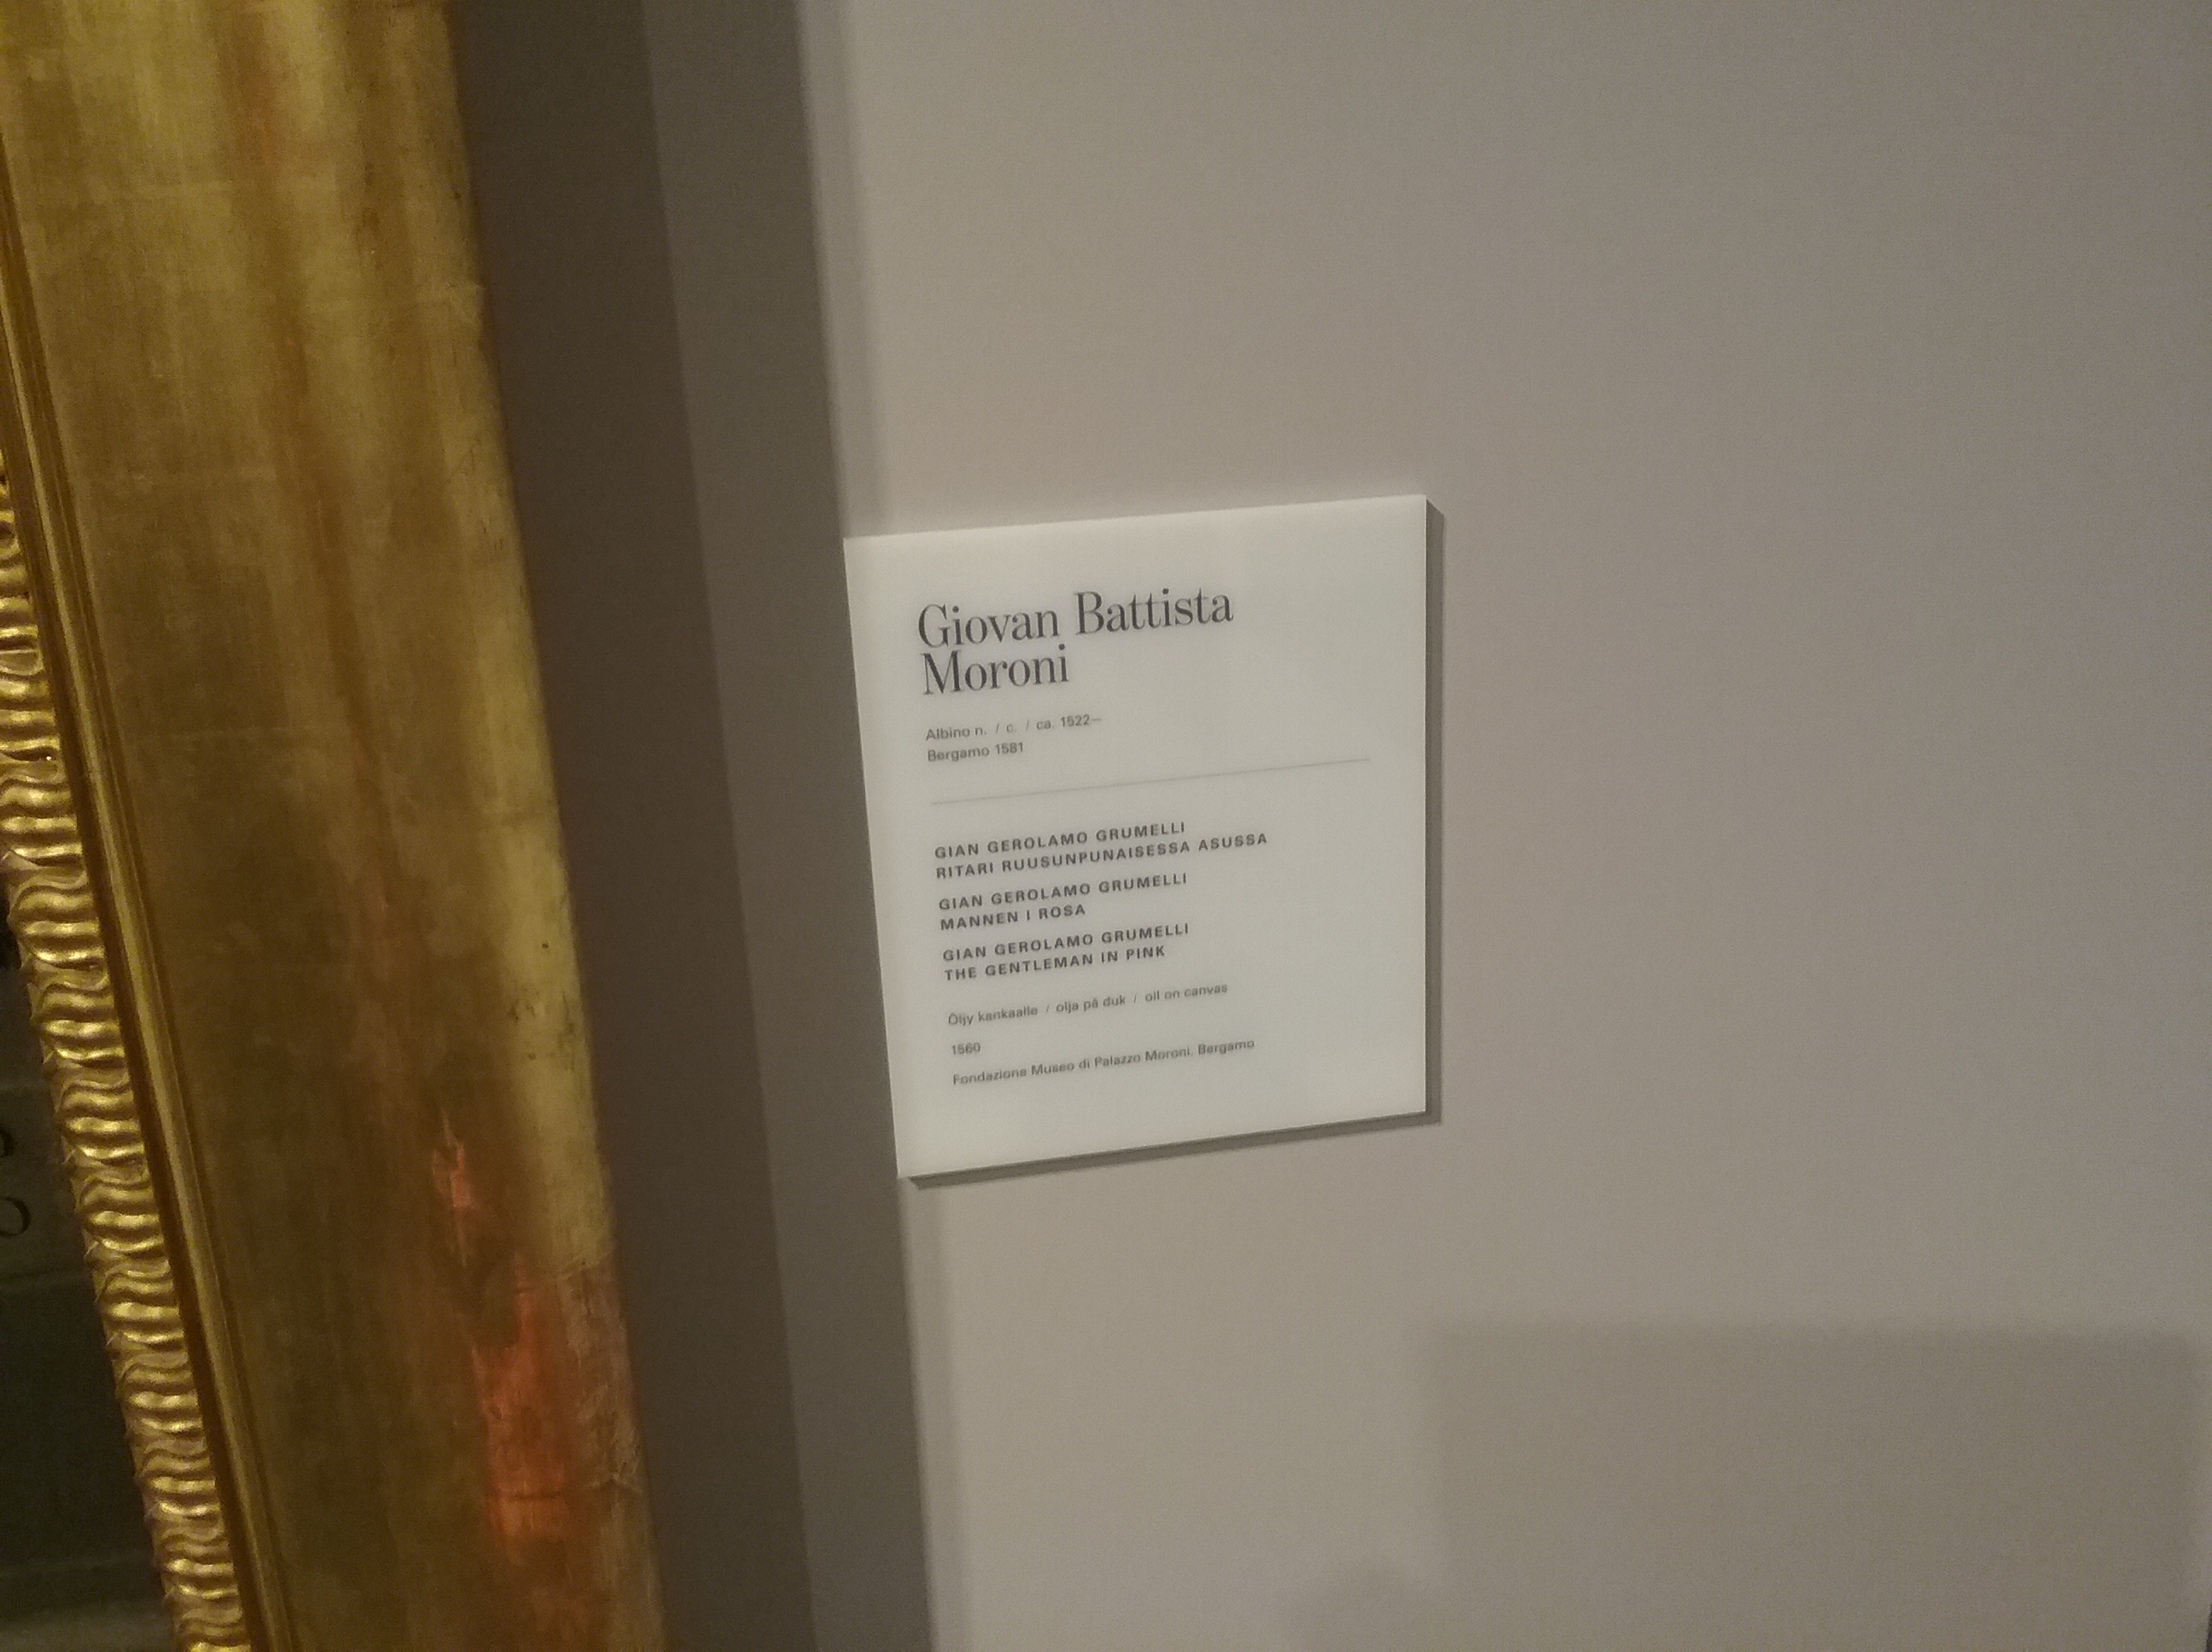 Giovan Battista
Moroni
Albino n. / c. / ca. 1522–
Bergamo 1581
GIAN GEROLAMO GRUMELLI
RITARI RUUSUNPUNAISESSA ASUSSA
GIAN GEROLAMO GRUMELLI
MANNEN I ROSA
GIAN GEROLAMO GRUMELLI
THE GENTLEMAN IN PINK
Öljy kankaalle / olja på duk / oil on canvas
1560
Fondazione Museo di Palazzo Moroni, Bergamo